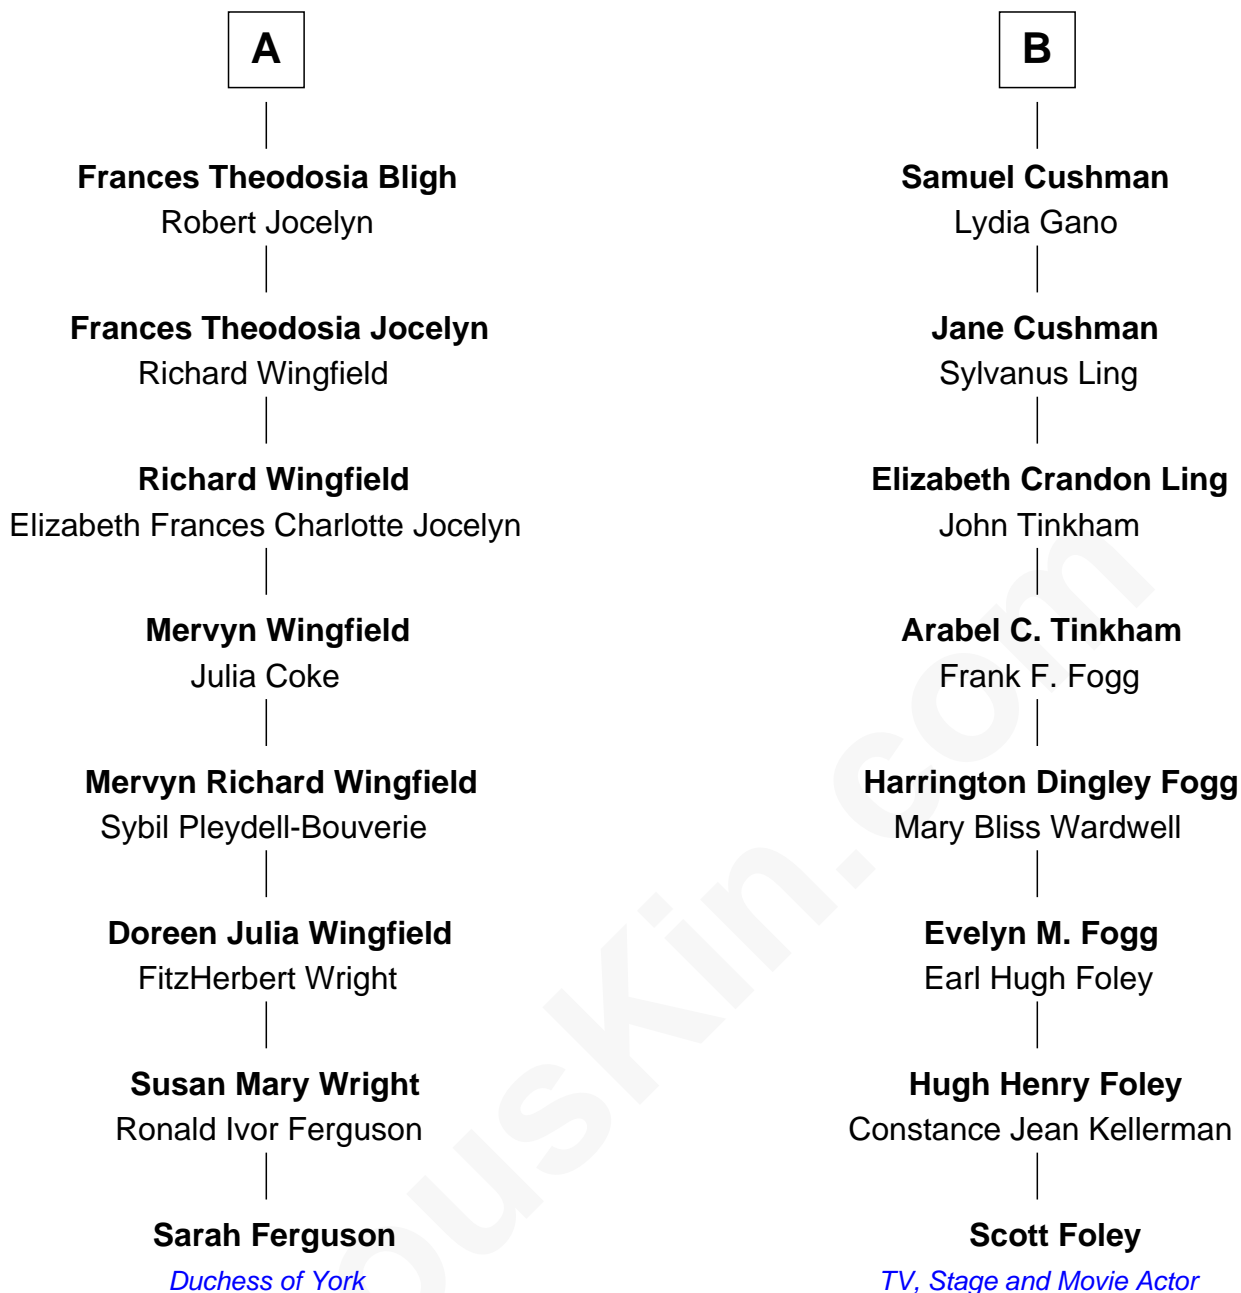 A
Frances Theodosia Bligh
Robert Jocelyn
Frances Theodosia Jocelyn
Richard Wingfield
Richard Wingfield
Elizabeth Frances Charlotte Jocelyn
Mervyn Wingfield
Julia Coke
Mervyn Richard Wingfield
Sybil Pleydell-Bouverie
Doreen Julia Wingfield
FitzHerbert Wright
Susan Mary Wright
Ronald Ivor Ferguson
Sarah Ferguson
Duchess of York
B
Samuel Cushman
Lydia Gano
Jane Cushman
Sylvanus Ling
Elizabeth Crandon Ling
John Tinkham
Arabel C. Tinkham
Frank F. Fogg
Harrington Dingley Fogg
Mary Bliss Wardwell
Evelyn M. Fogg
Earl Hugh Foley
Hugh Henry Foley
Constance Jean Kellerman
Scott Foley
TV, Stage and Movie Actor
ousKin.com